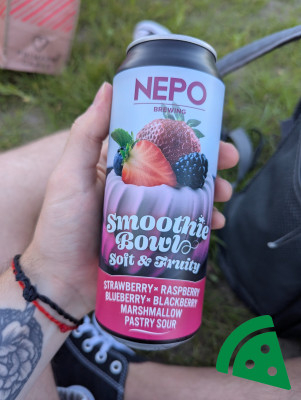 NEPO
BREWING
Smoothie
Bowl
Soft & Fruity
STRAWBERRY × RASPBERRY
BLUEBERRY × BLACKBERRY
MARSHMALLOW
PASTRY SOUR